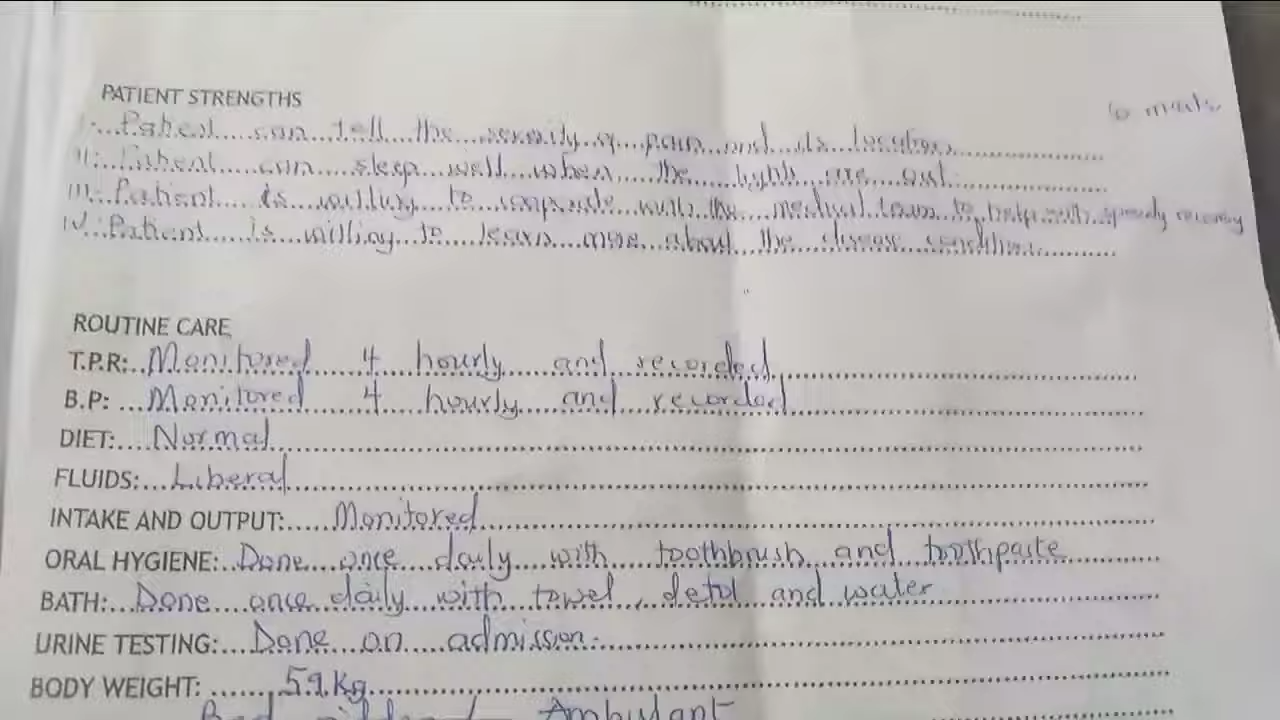 PATIENT STRENGTHS
6 marks
i. Patient can tell the severity of pain and its location
ii. Patient can sleep well when the lights are out.
iii. Patient is willing to cooperate with the medical team to help with speedy recovery
iv. Patient is willing to learn more about the disease condition.
ROUTINE CARE
T.P.R: Monitored 4 hourly and recorded
B.P: Monitored 4 hourly and recorded
DIET: Normal
FLUIDS: Liberal
INTAKE AND OUTPUT: Monitored
ORAL HYGIENE: Done once daily with toothbrush and toothpaste
BATH: Done once daily with towel, detol and water
URINE TESTING: Done on admission.
BODY WEIGHT: 59kg
Bed ridden Ambulant